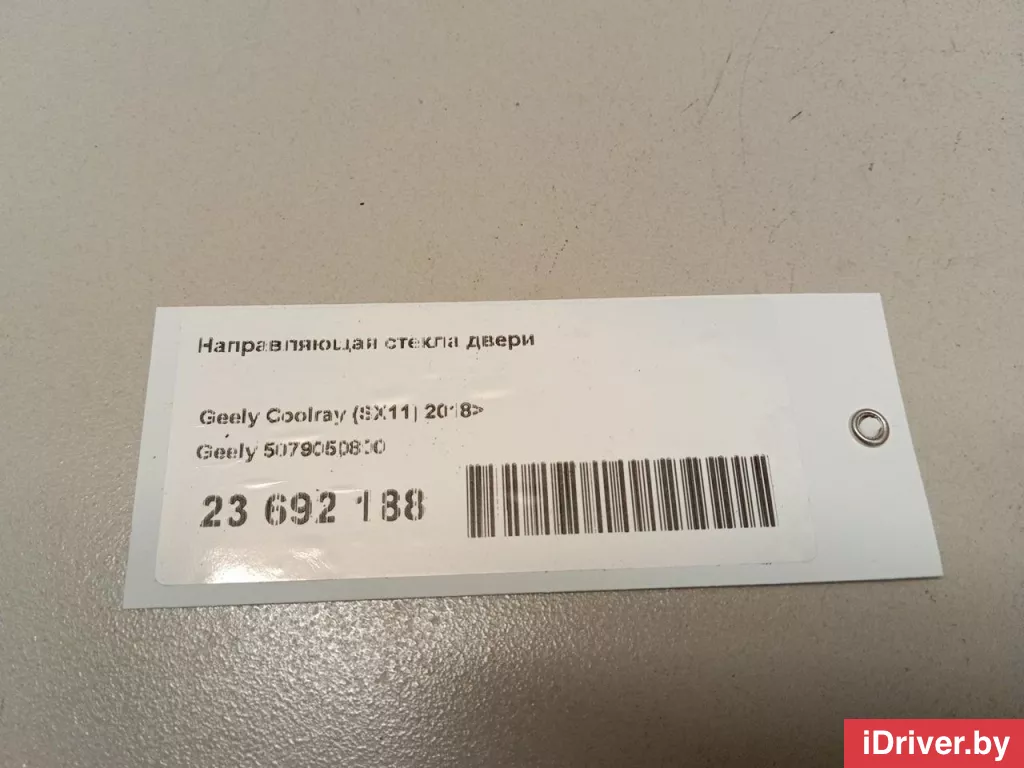 Направляющая стекла двери
Geely Coolray (SX11) 2018>
Geely 5079050800
23 692 188
iDriver.by